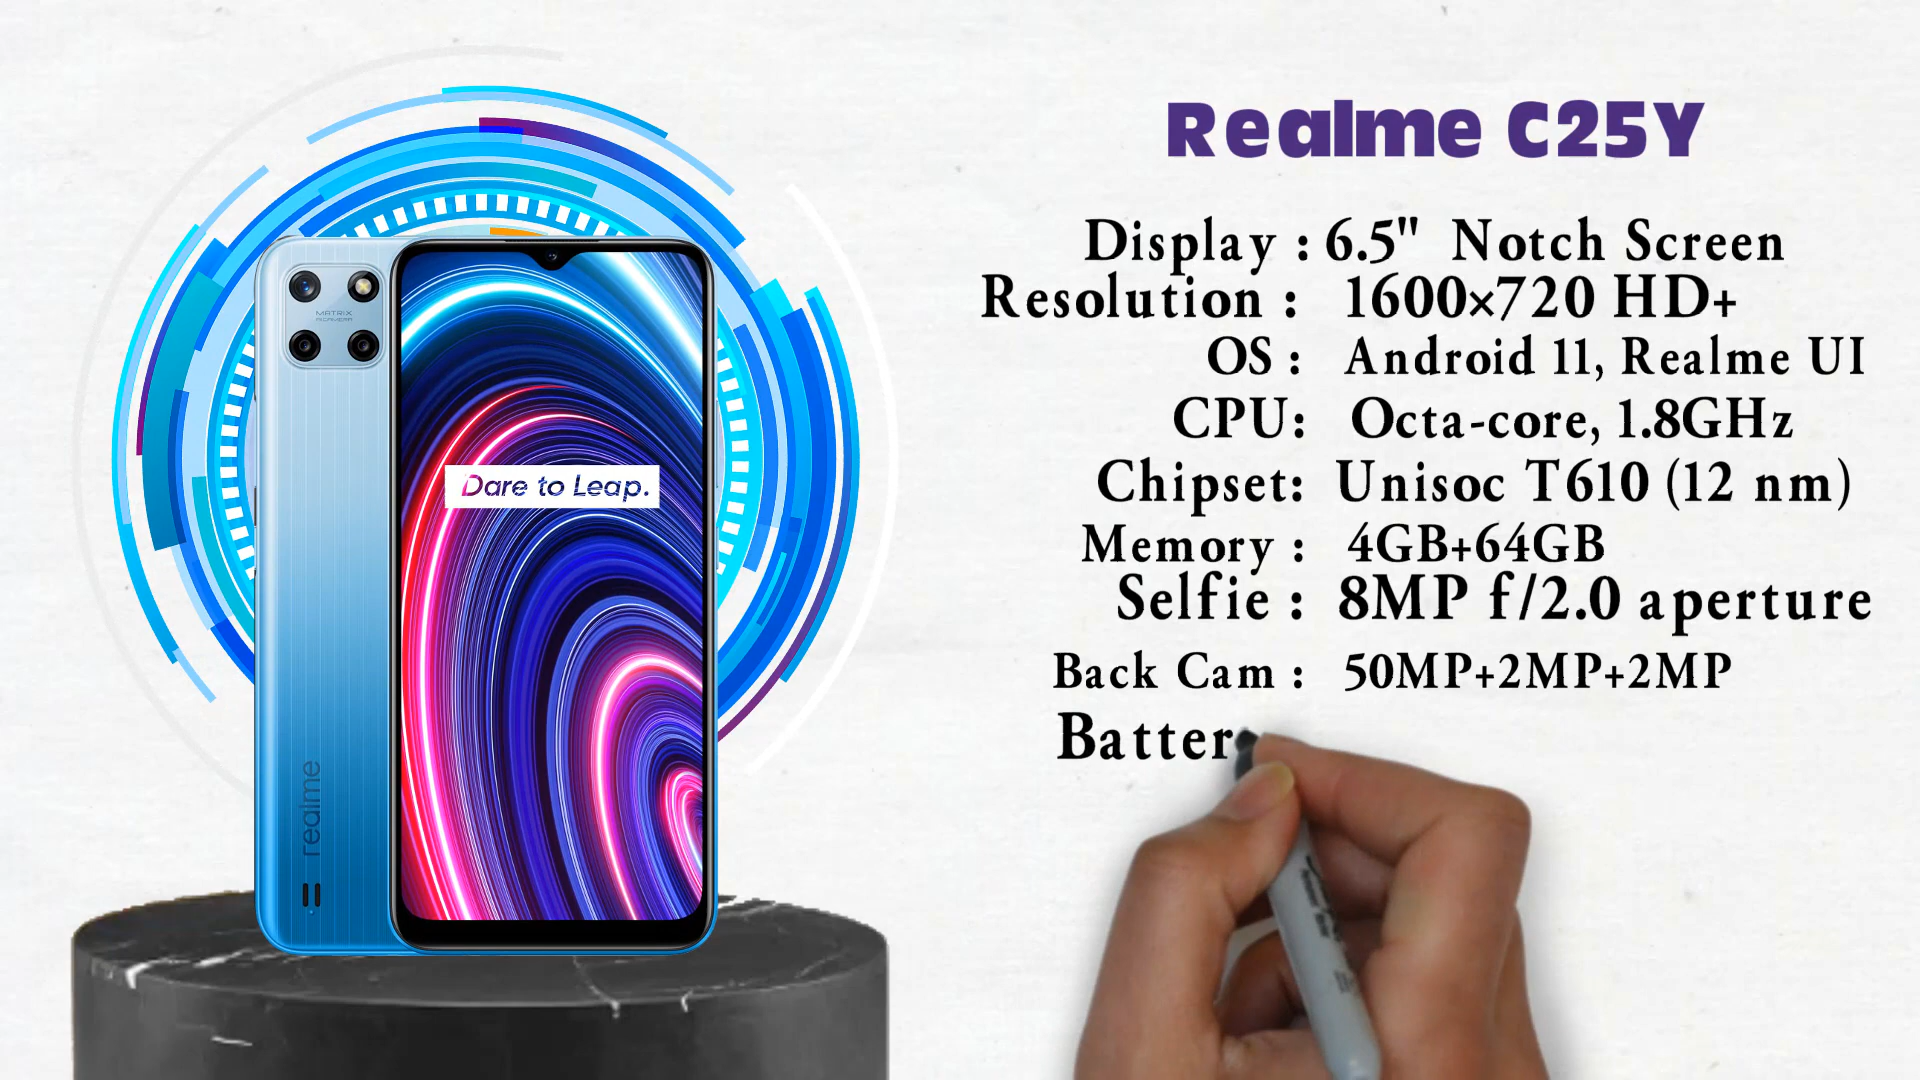 Realme C25Y
Display : 6.5" Notch Screen
Resolution : 1600×720 HD+
OS : Android 11, Realme UI
CPU: Octa-core, 1.8GHz
Chipset: Unisoc T610 (12 nm)
Memory : 4GB+64GB
Selfie : 8MP f/2.0 aperture
Back Cam : 50MP+2MP+2MP
Batter
MATRIX
Dare to Leap.
realme